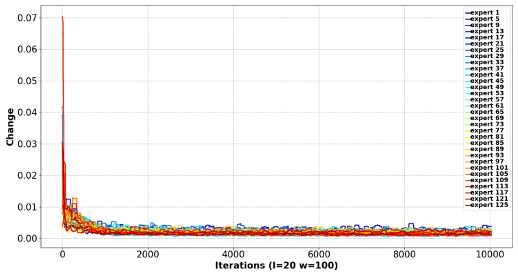 0.07
0.06
0.05
0.04
0.03
0.02
0.01
0.00
Change
0
2000
4000
6000
8000
10000
Iterations (I=20 w=100)
expert 1
expert 5
expert 9
expert 13
expert 17
expert 21
expert 25
expert 29
expert 33
expert 37
expert 41
expert 45
expert 49
expert 53
expert 57
expert 61
expert 65
expert 69
expert 73
expert 77
expert 81
expert 85
expert 89
expert 93
expert 97
expert 101
expert 105
expert 109
expert 113
expert 117
expert 121
expert 125